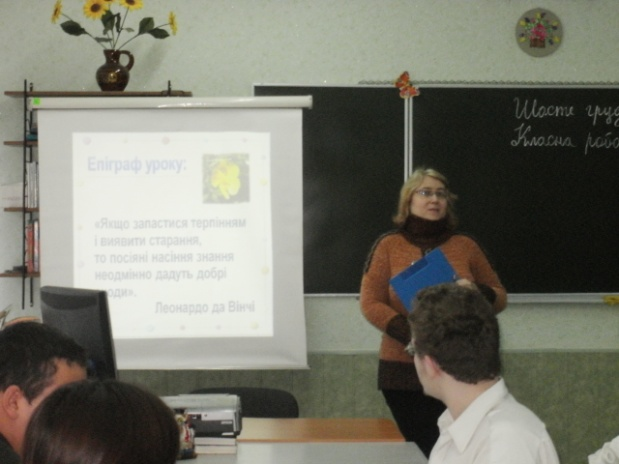 Епіграф уроку:
«Якщо запастися терпінням
і виявити старання,
то посіяні насіння знання
неодмінно дадуть добрі
Леонардо да Вінчі
Шосте
Класна